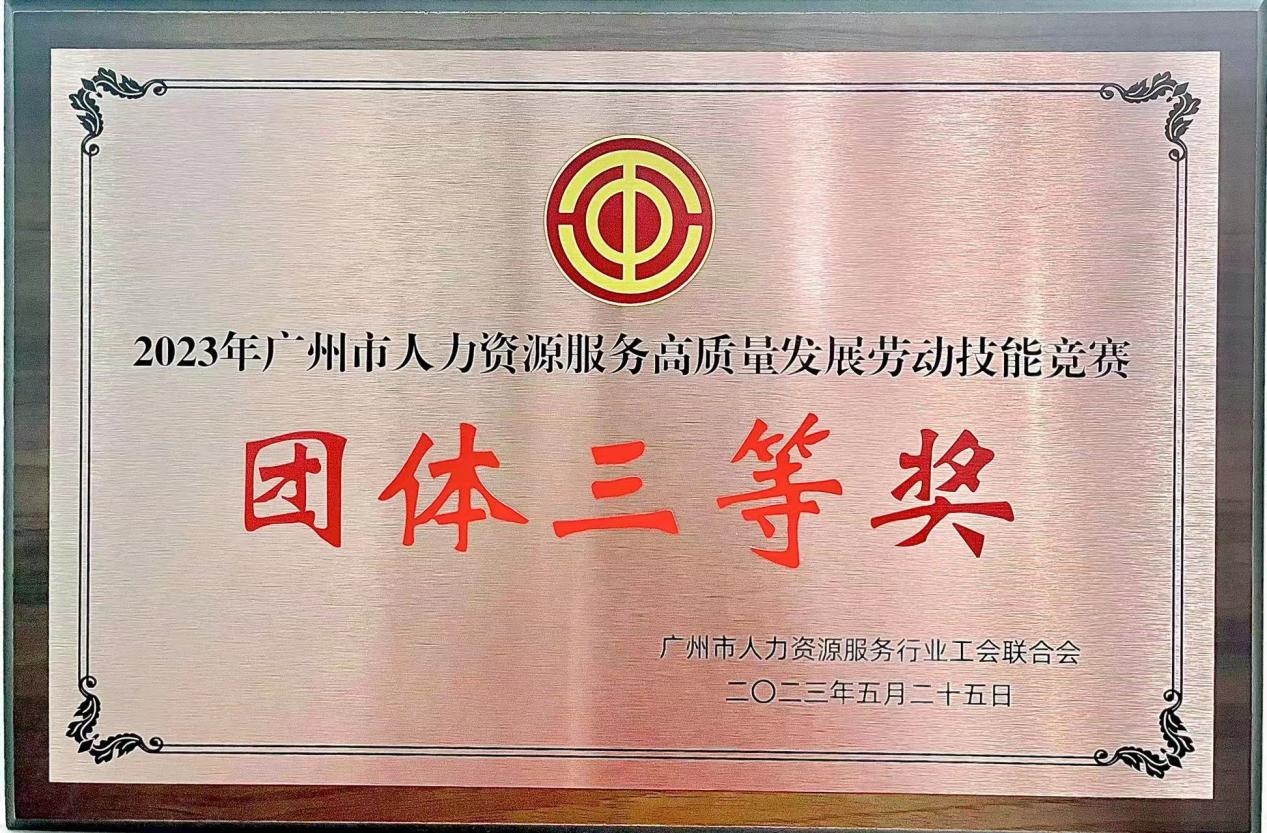 2023年广州市人力资源服务高质量发展劳动技能竞赛
团体三等奖
广州市人力资源服务行业工会联合会
二〇二三年五月二十五日